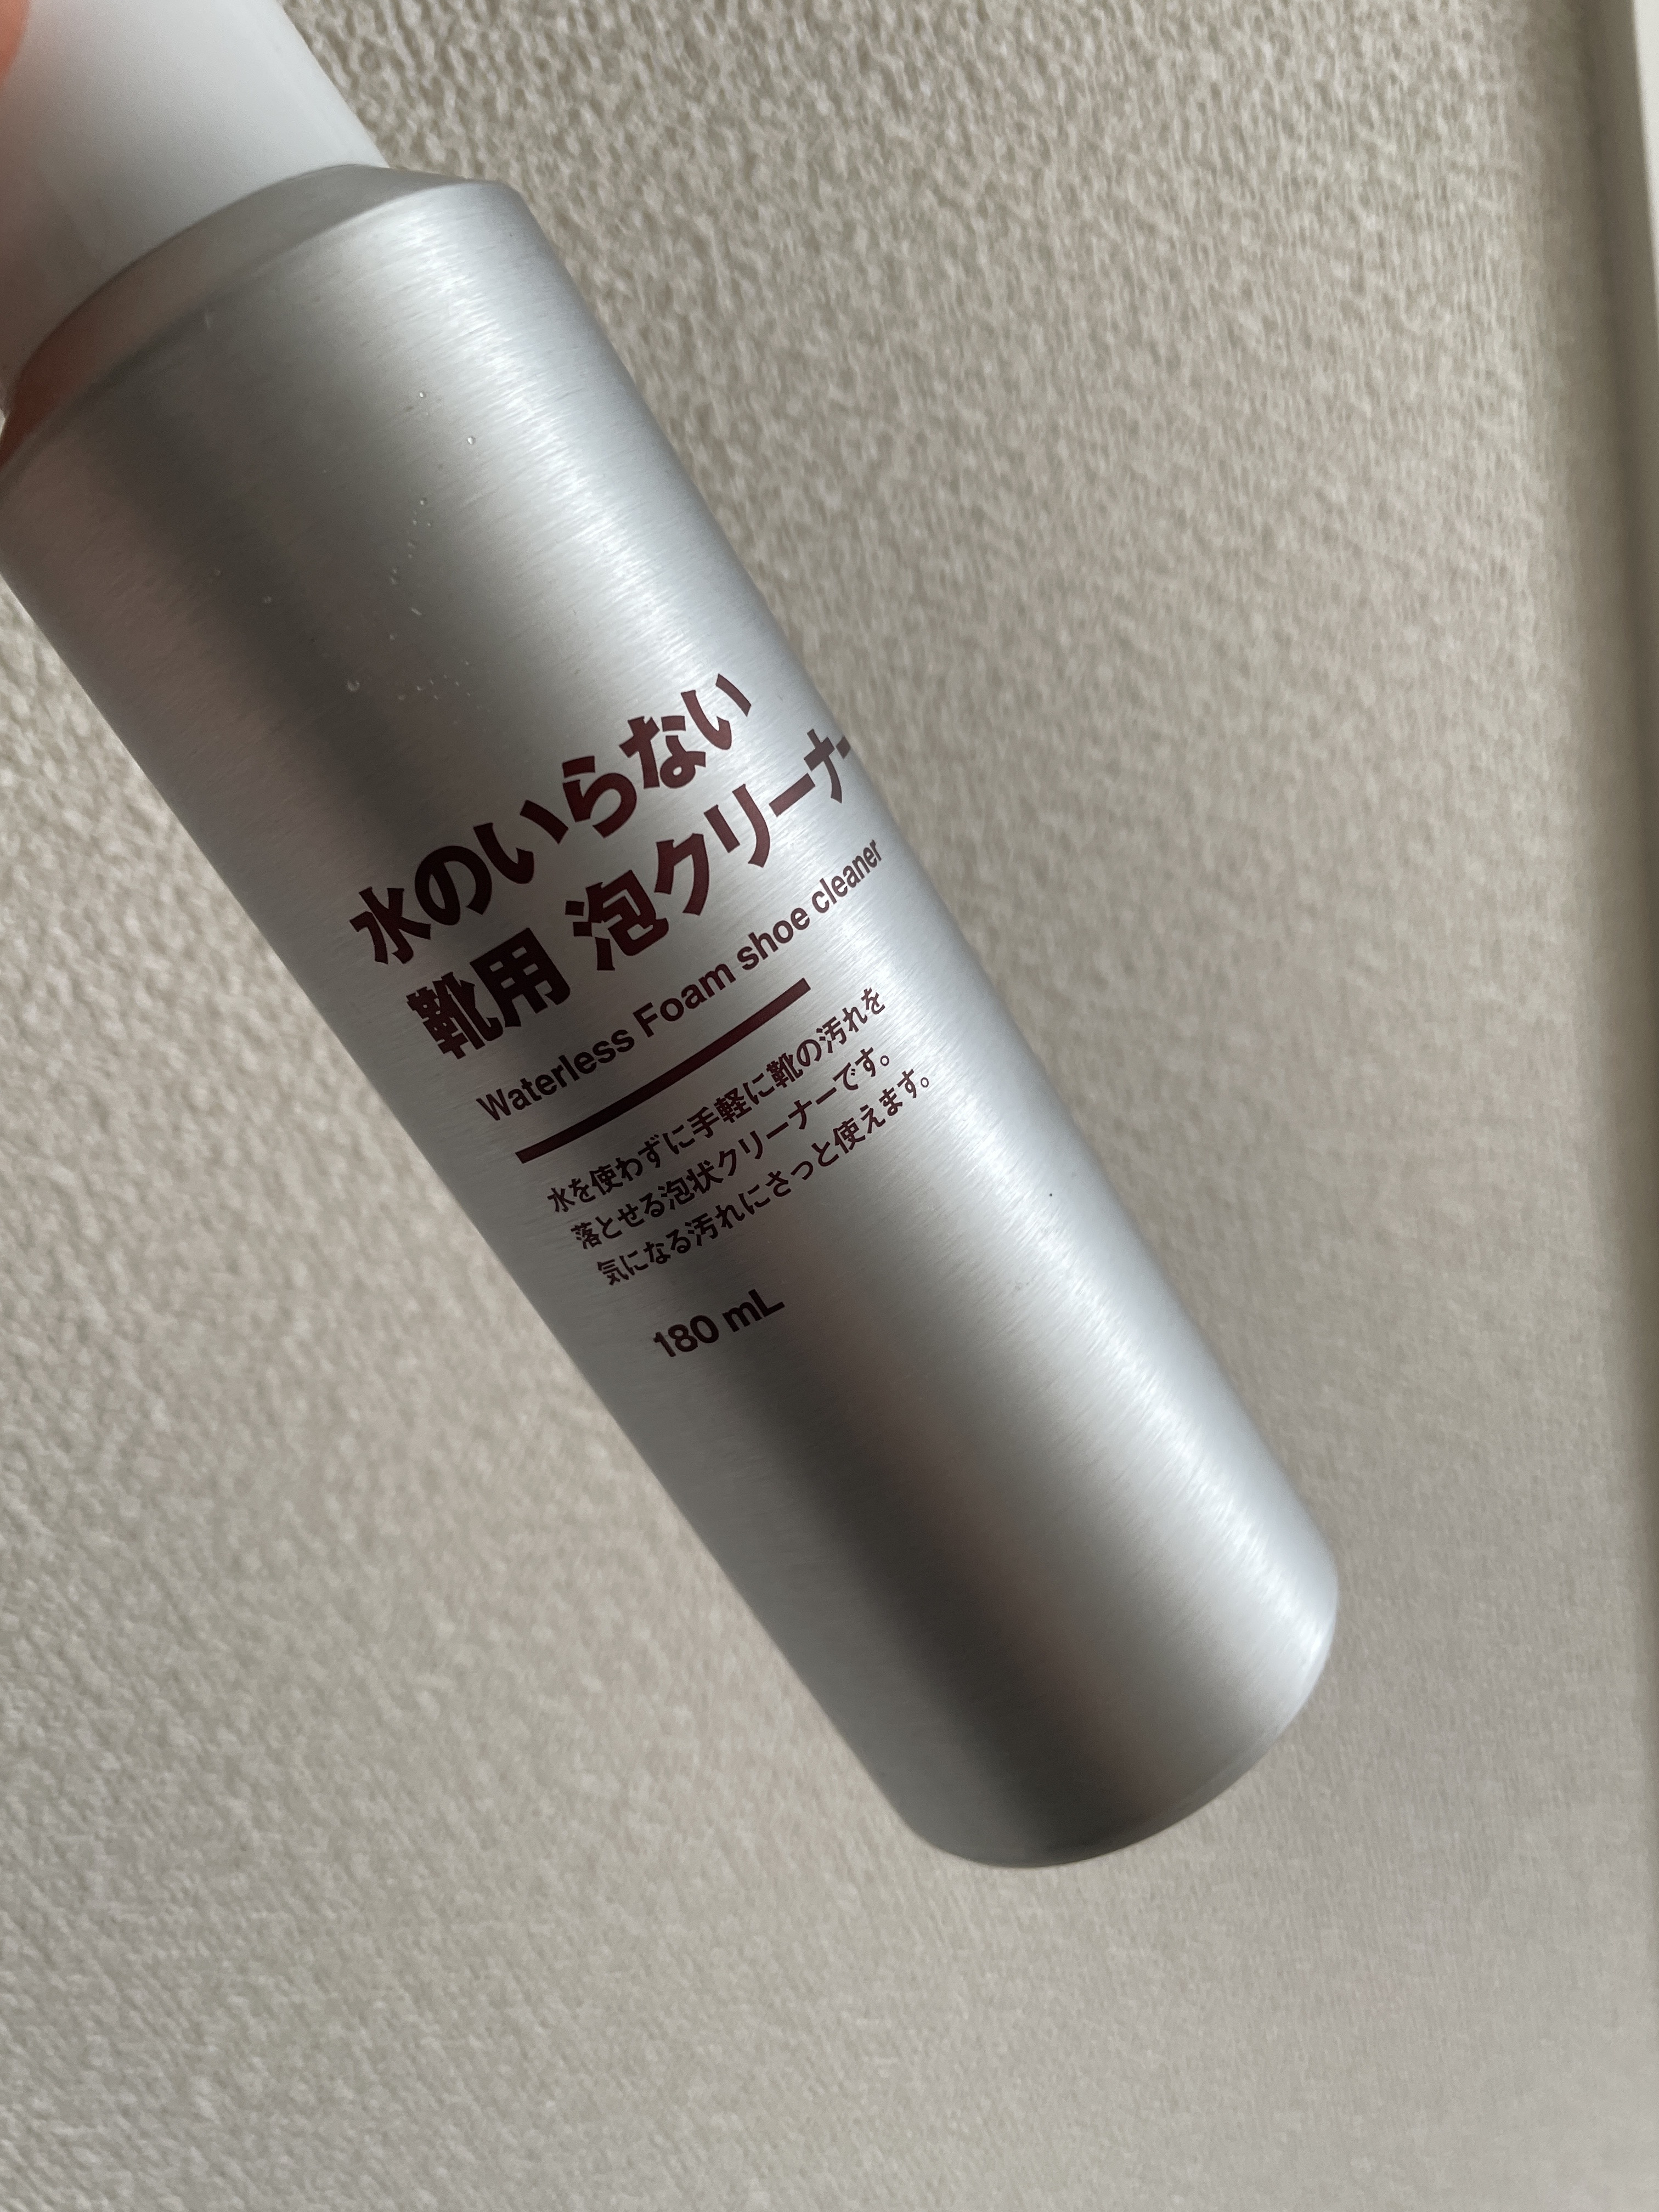 水のいらない
靴用 泡クリーナー
Waterless Foam shoe cleaner
水を使わずに手軽に靴の汚れを
落とせる泡状クリーナーです。
気になる汚れにさっと使えます。
180 mL